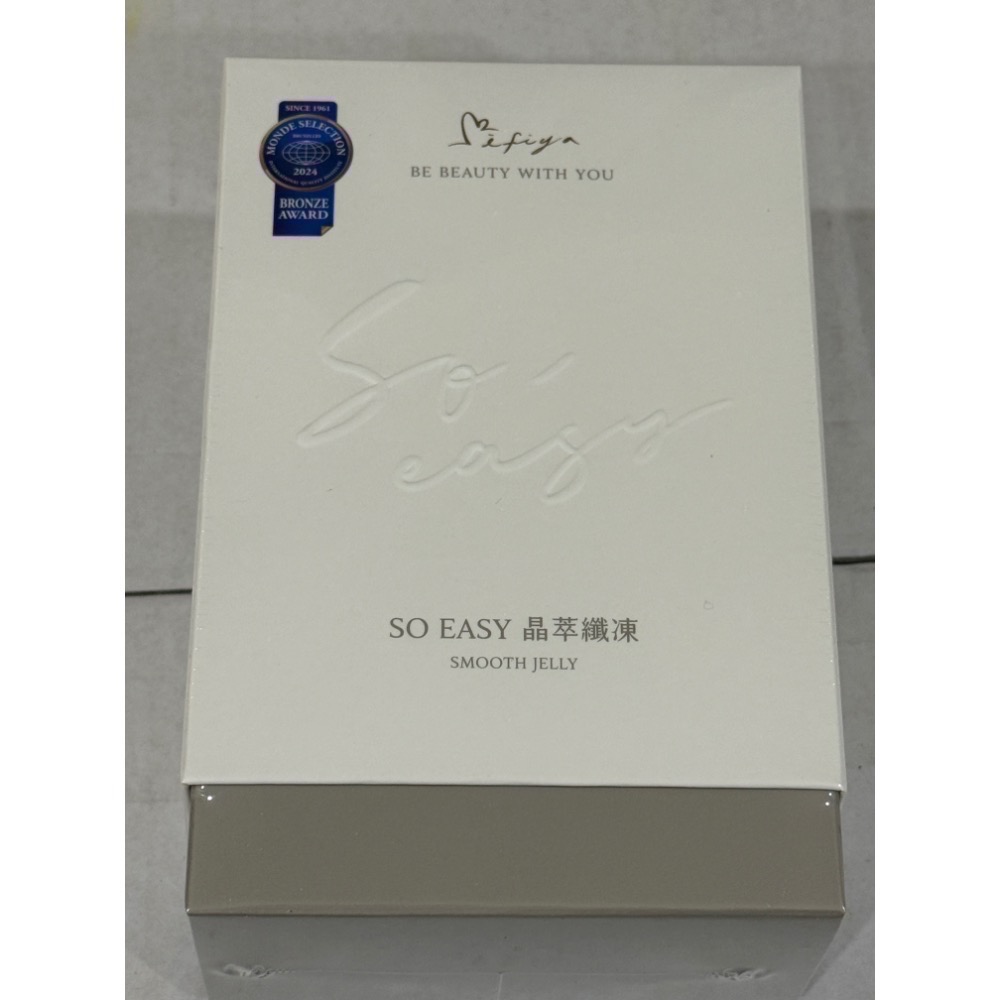 SINCE 1961
MONDE SELECTION
2024
BRONZE
AWARD
Mifiya
BE BEAUTY WITH YOU
So
easy
SO EASY 晶萃纖凍
SMOOTH JELLY